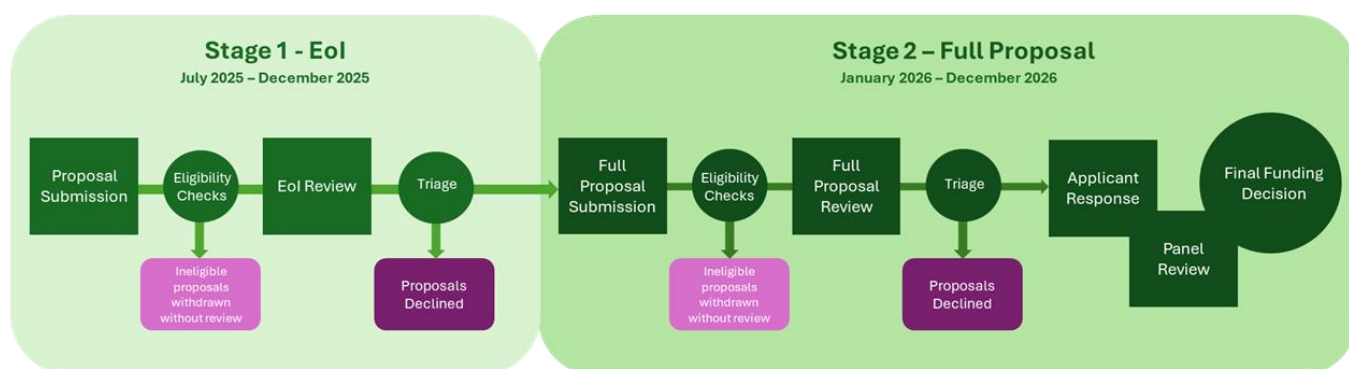 Stage 1 - EoI
July 2025 – December 2025
Proposal
Submission
Eligibility
Checks
EoI Review
Triage
Ineligible
proposals
withdrawn
without review
Proposals
Declined
Stage 2 – Full Proposal
January 2026 – December 2026
Full
Proposal
Submission
Eligibility
Checks
Full
Proposal
Review
Triage
Applicant
Response
Panel
Review
Final Funding
Decision
Ineligible
proposals
withdrawn
without review
Proposals
Declined